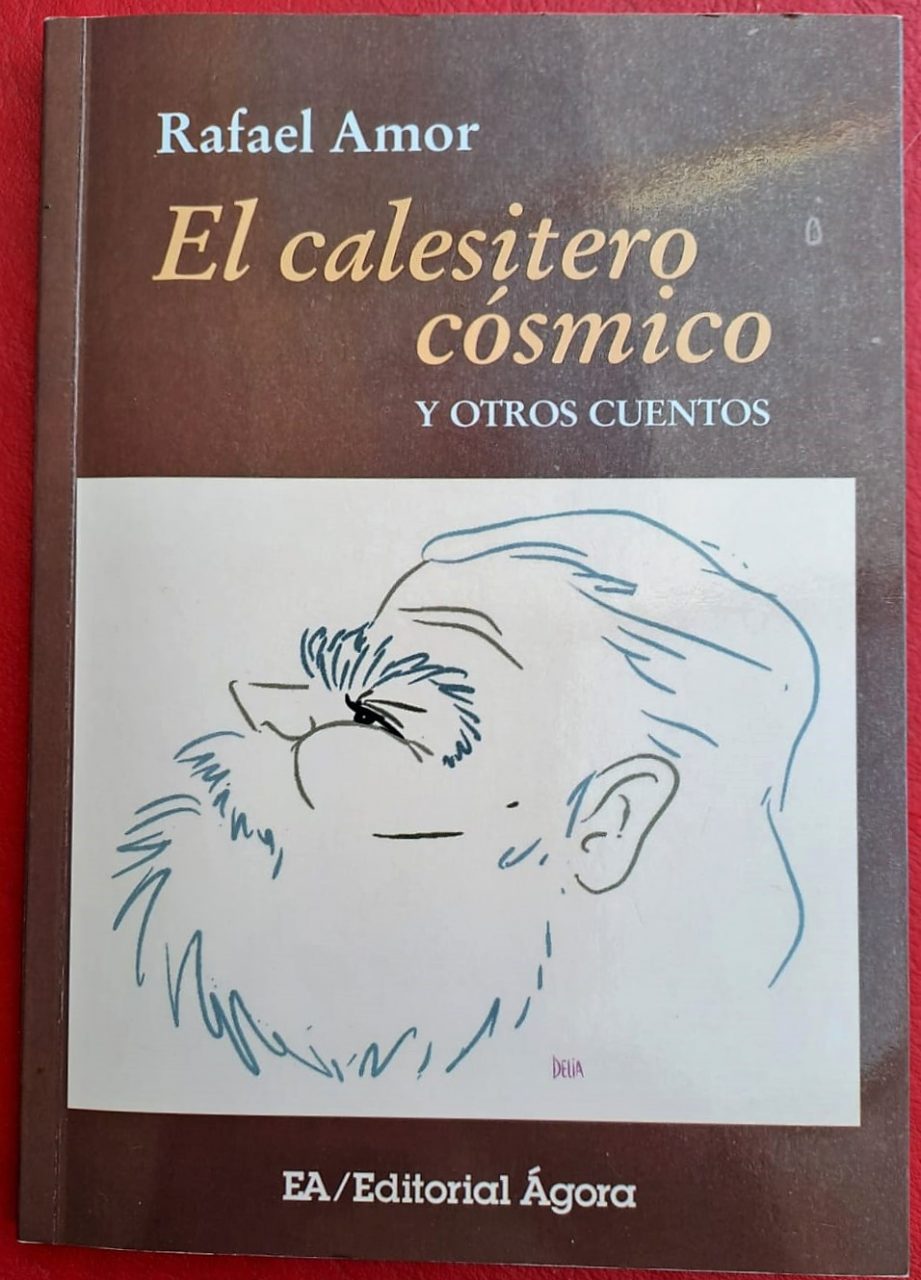 Rafael Amor
El calesitero
cósmico
Y OTROS CUENTOS
DELIA
EA/Editorial Ágora